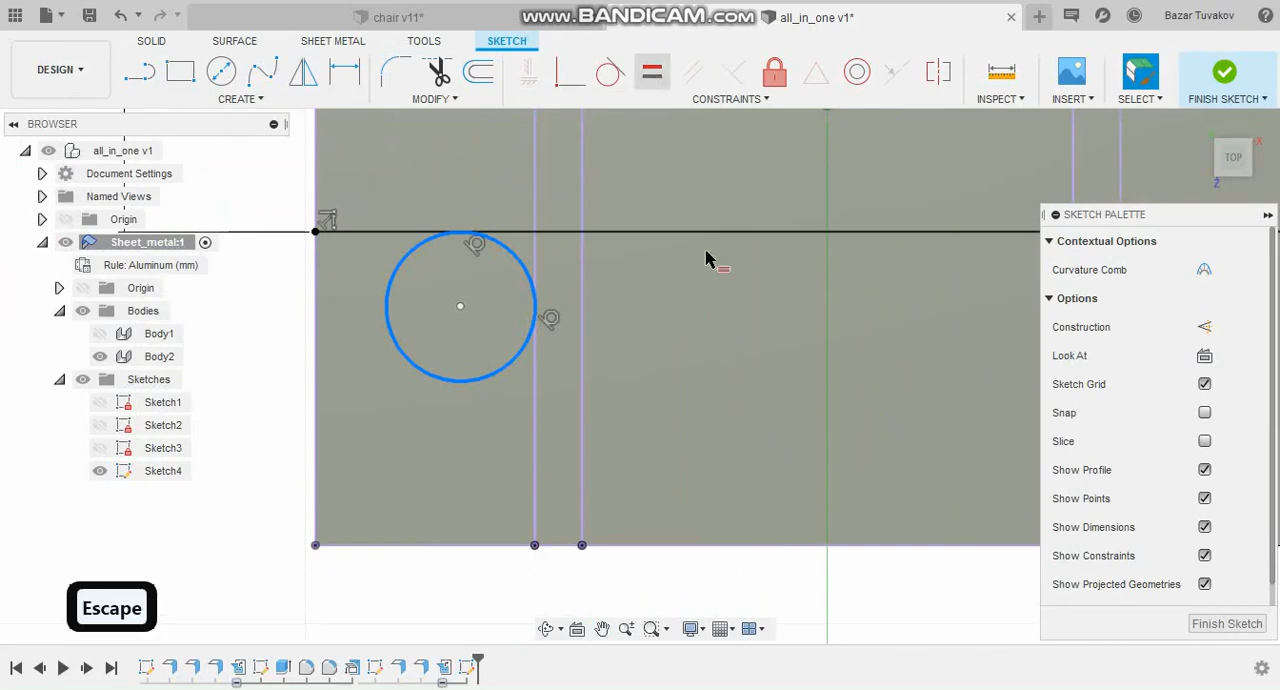 chair v11*
www.BANDICAM.com
all_in_one v1*
Bazar Tuvakov
SOLID
SURFACE
SHEET METAL
TOOLS
SKETCH
DESIGN
CREATE
MODIFY
CONSTRAINTS
INSPECT
INSERT
SELECT
FINISH SKETCH
BROWSER
TOP
X
Z
all_in_one v1
Document Settings
Named Views
Origin
Sheet_metal:1
Rule: Aluminum (mm)
Origin
Bodies
Body1
Body2
Sketches
Sketch1
Sketch2
Sketch3
Sketch4
SKETCH PALETTE
Contextual Options
Curvature Comb
Options
Construction
Look At
Sketch Grid
Snap
Slice
Show Profile
Show Points
Show Dimensions
Show Constraints
Show Projected Geometries
Finish Sketch
Escape